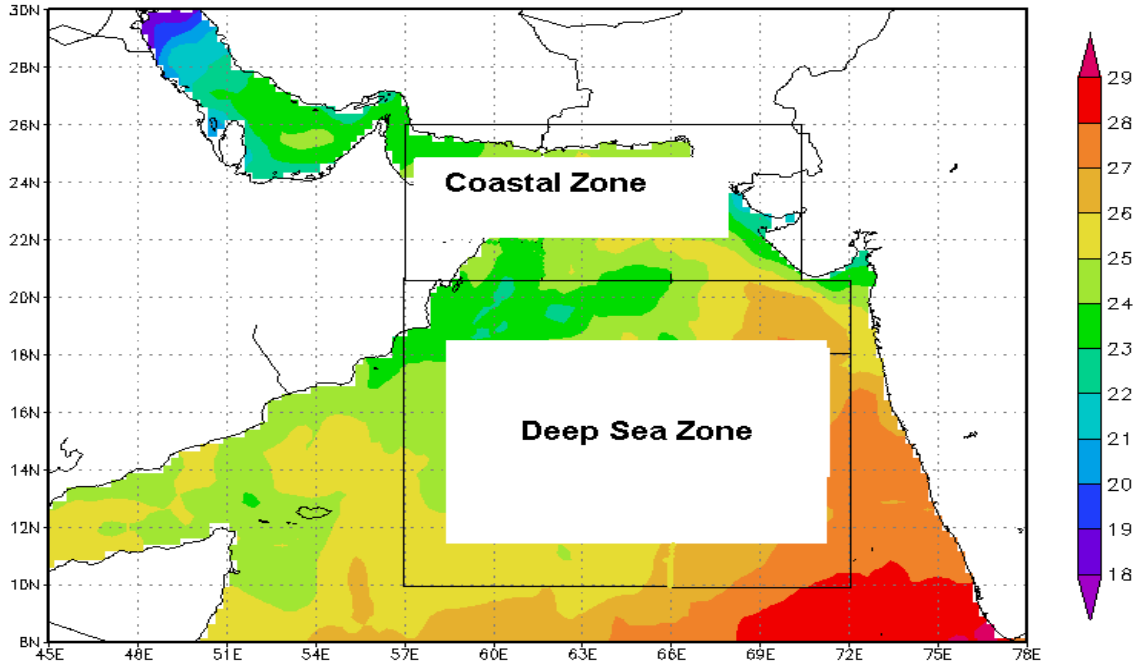 30N
28N
26N
24N
22N
20N
18N
16N
14N
12N
10N
8N
45E 48E 51E 54E 57E 60E 63E 66E 69E 72E 75E 78E
Coastal Zone
Deep Sea Zone
29
28
27
26
25
24
23
22
21
20
19
18